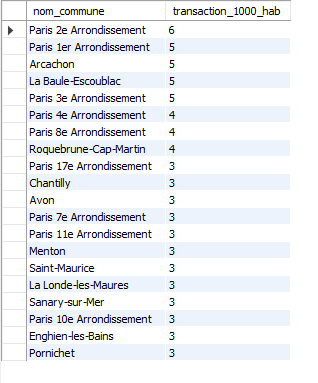 nom_commune transaction_1000_hab
Paris 2e Arrondissement 6
Paris 1er Arrondissement 5
Arcachon 5
La Baule-Escoublac 5
Paris 3e Arrondissement 5
Paris 4e Arrondissement 4
Paris 8e Arrondissement 4
Roquebrune-Cap-Martin 4
Paris 17e Arrondissement 3
Chantilly 3
Avon 3
Paris 7e Arrondissement 3
Paris 11e Arrondissement 3
Menton 3
Saint-Maurice 3
La Londe-les-Maures 3
Sanary-sur-Mer 3
Paris 10e Arrondissement 3
Enghien-les-Bains 3
Pornichet 3